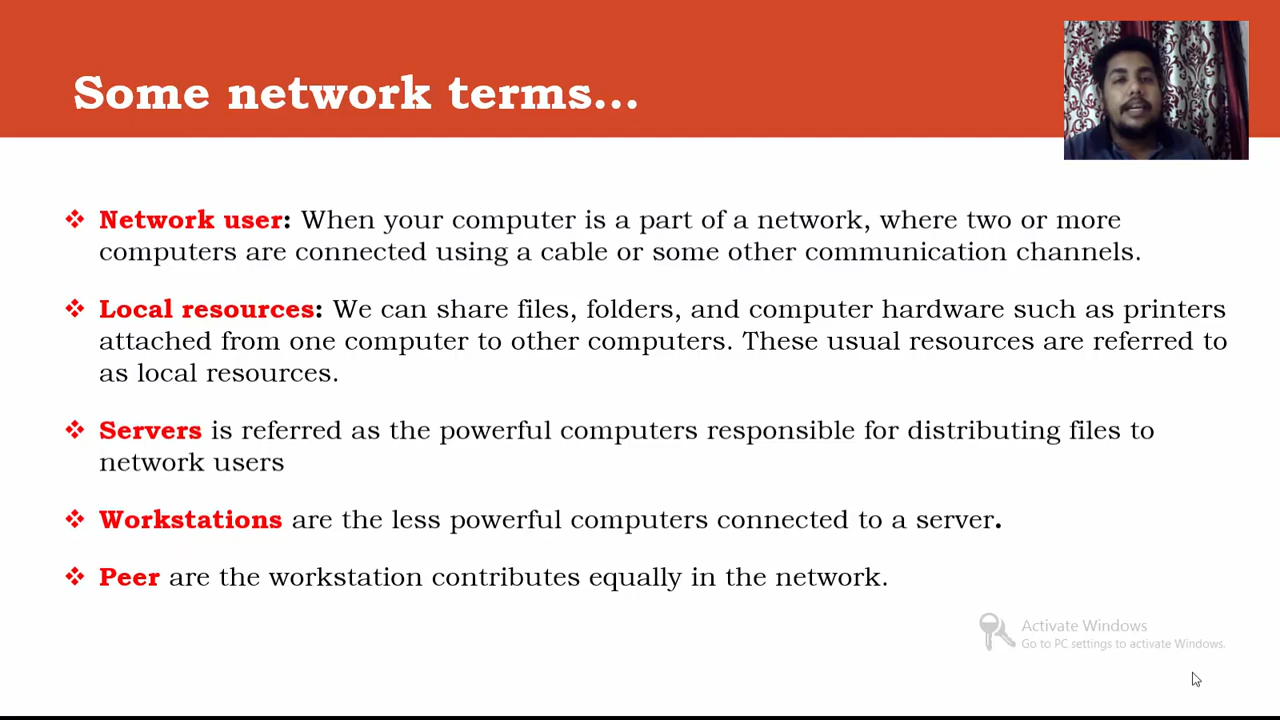 Some network terms...
❖ Network user: When your computer is a part of a network, where two or more
computers are connected using a cable or some other communication channels.
❖ Local resources: We can share files, folders, and computer hardware such as printers
attached from one computer to other computers. These usual resources are referred to
as local resources.
❖ Servers is referred as the powerful computers responsible for distributing files to
network users
❖ Workstations are the less powerful computers connected to a server.
❖ Peer are the workstation contributes equally in the network.
Activate Windows
Go to PC settings to activate Windows.